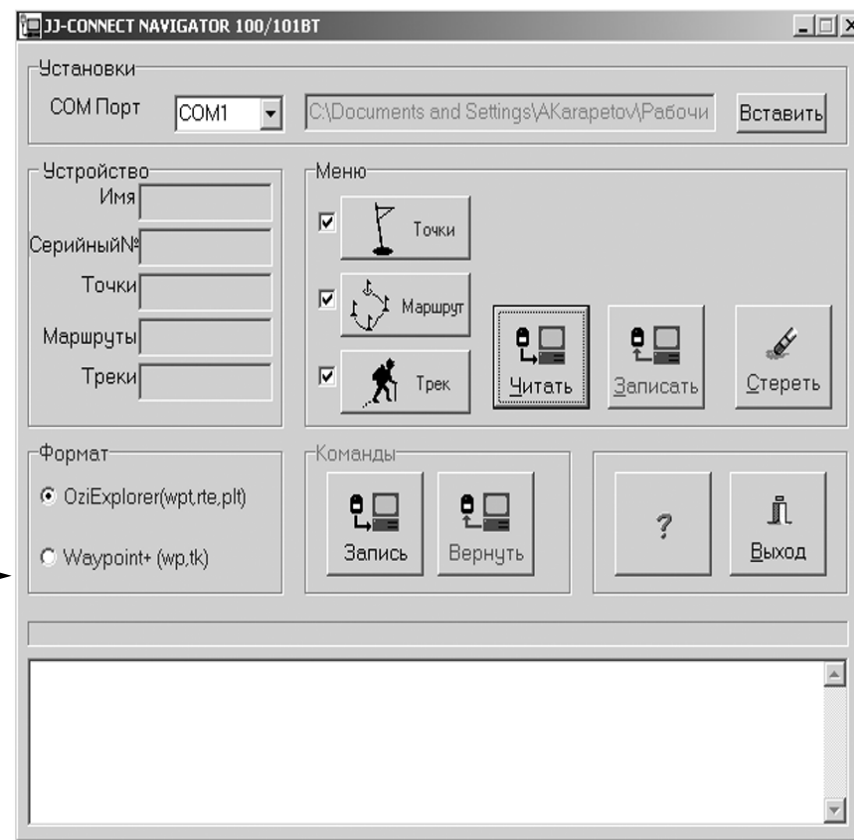 JJ-CONNECT NAVIGATOR 100/101BT
Установки
COM Порт
COM1
C:\Documents and Settings\AKarapetov\Рабочи
Вставить
Устройство
Имя
Серийный№
Точки
Маршруты
Треки
Меню
Точки
Маршрут
Трек
Читать
Записать
Стереть
Формат
OziExplorer(wpt,rte,plt)
Waypoint+ (wp,tk)
Команды
Запись
Вернуть
?
Выход